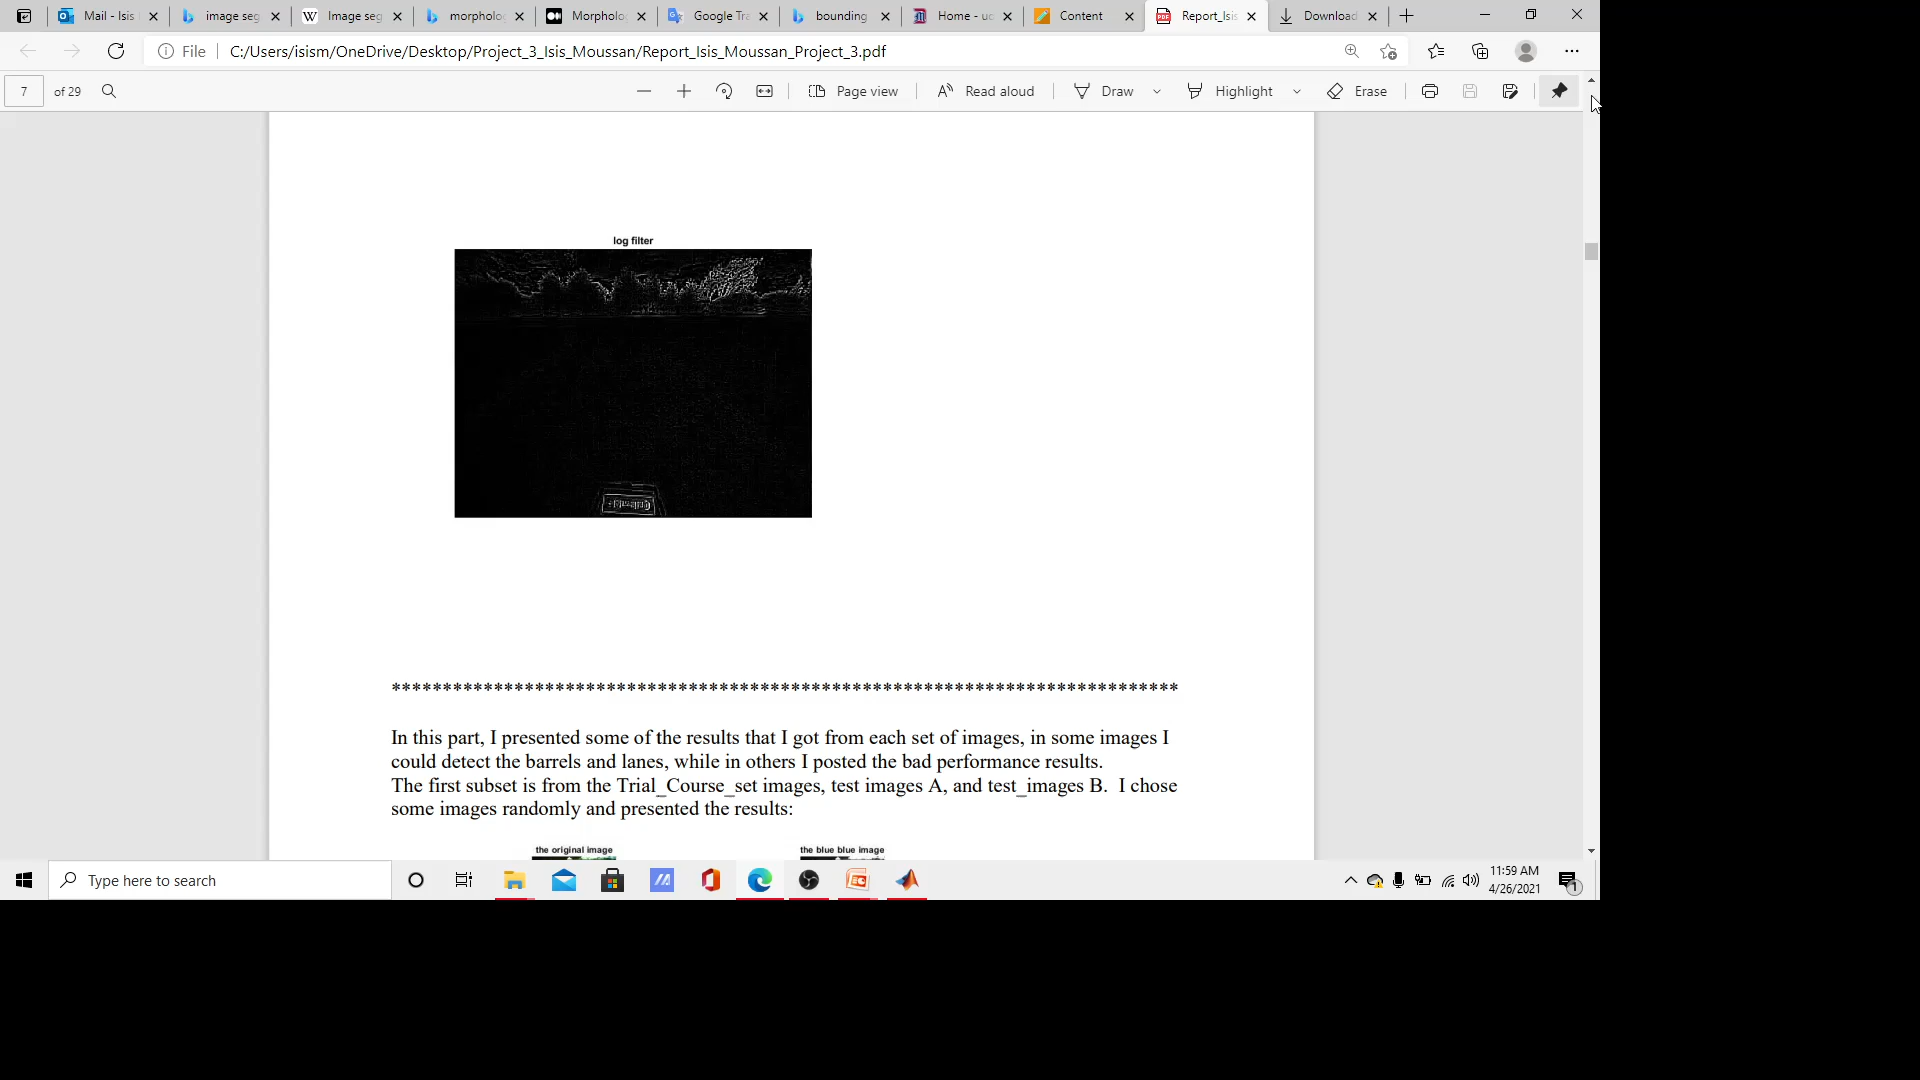 Mail - Isis
image seg
Image seg
morpholog
Morpholo
Google Tra
bounding
Home - ud
Content
Report_Isis
Download
File
C:/Users/isism/OneDrive/Desktop/Project_3_Isis_Moussan/Report_Isis_Moussan_Project_3.pdf
7 of 29
Page view
Read aloud
Draw
Highlight
Erase
log filter
******************************************************************************
In this part, I presented some of the results that I got from each set of images, in some images I
could detect the barrels and lanes, while in others I posted the bad performance results.
The first subset is from the Trial_Course_set images, test images A, and test_images B.  I chose
some images randomly and presented the results:
the original image
the blue blue image
Type here to search
11:59 AM
4/26/2021
1